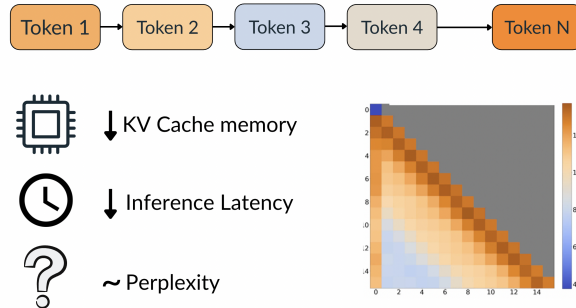 Token 1 Token 2 Token 3 Token 4 Token N
↓ KV Cache memory
↓ Inference Latency
~ Perplexity
0
2
4
6
8
10
12
14
0 2 4 6 8 10 12 14